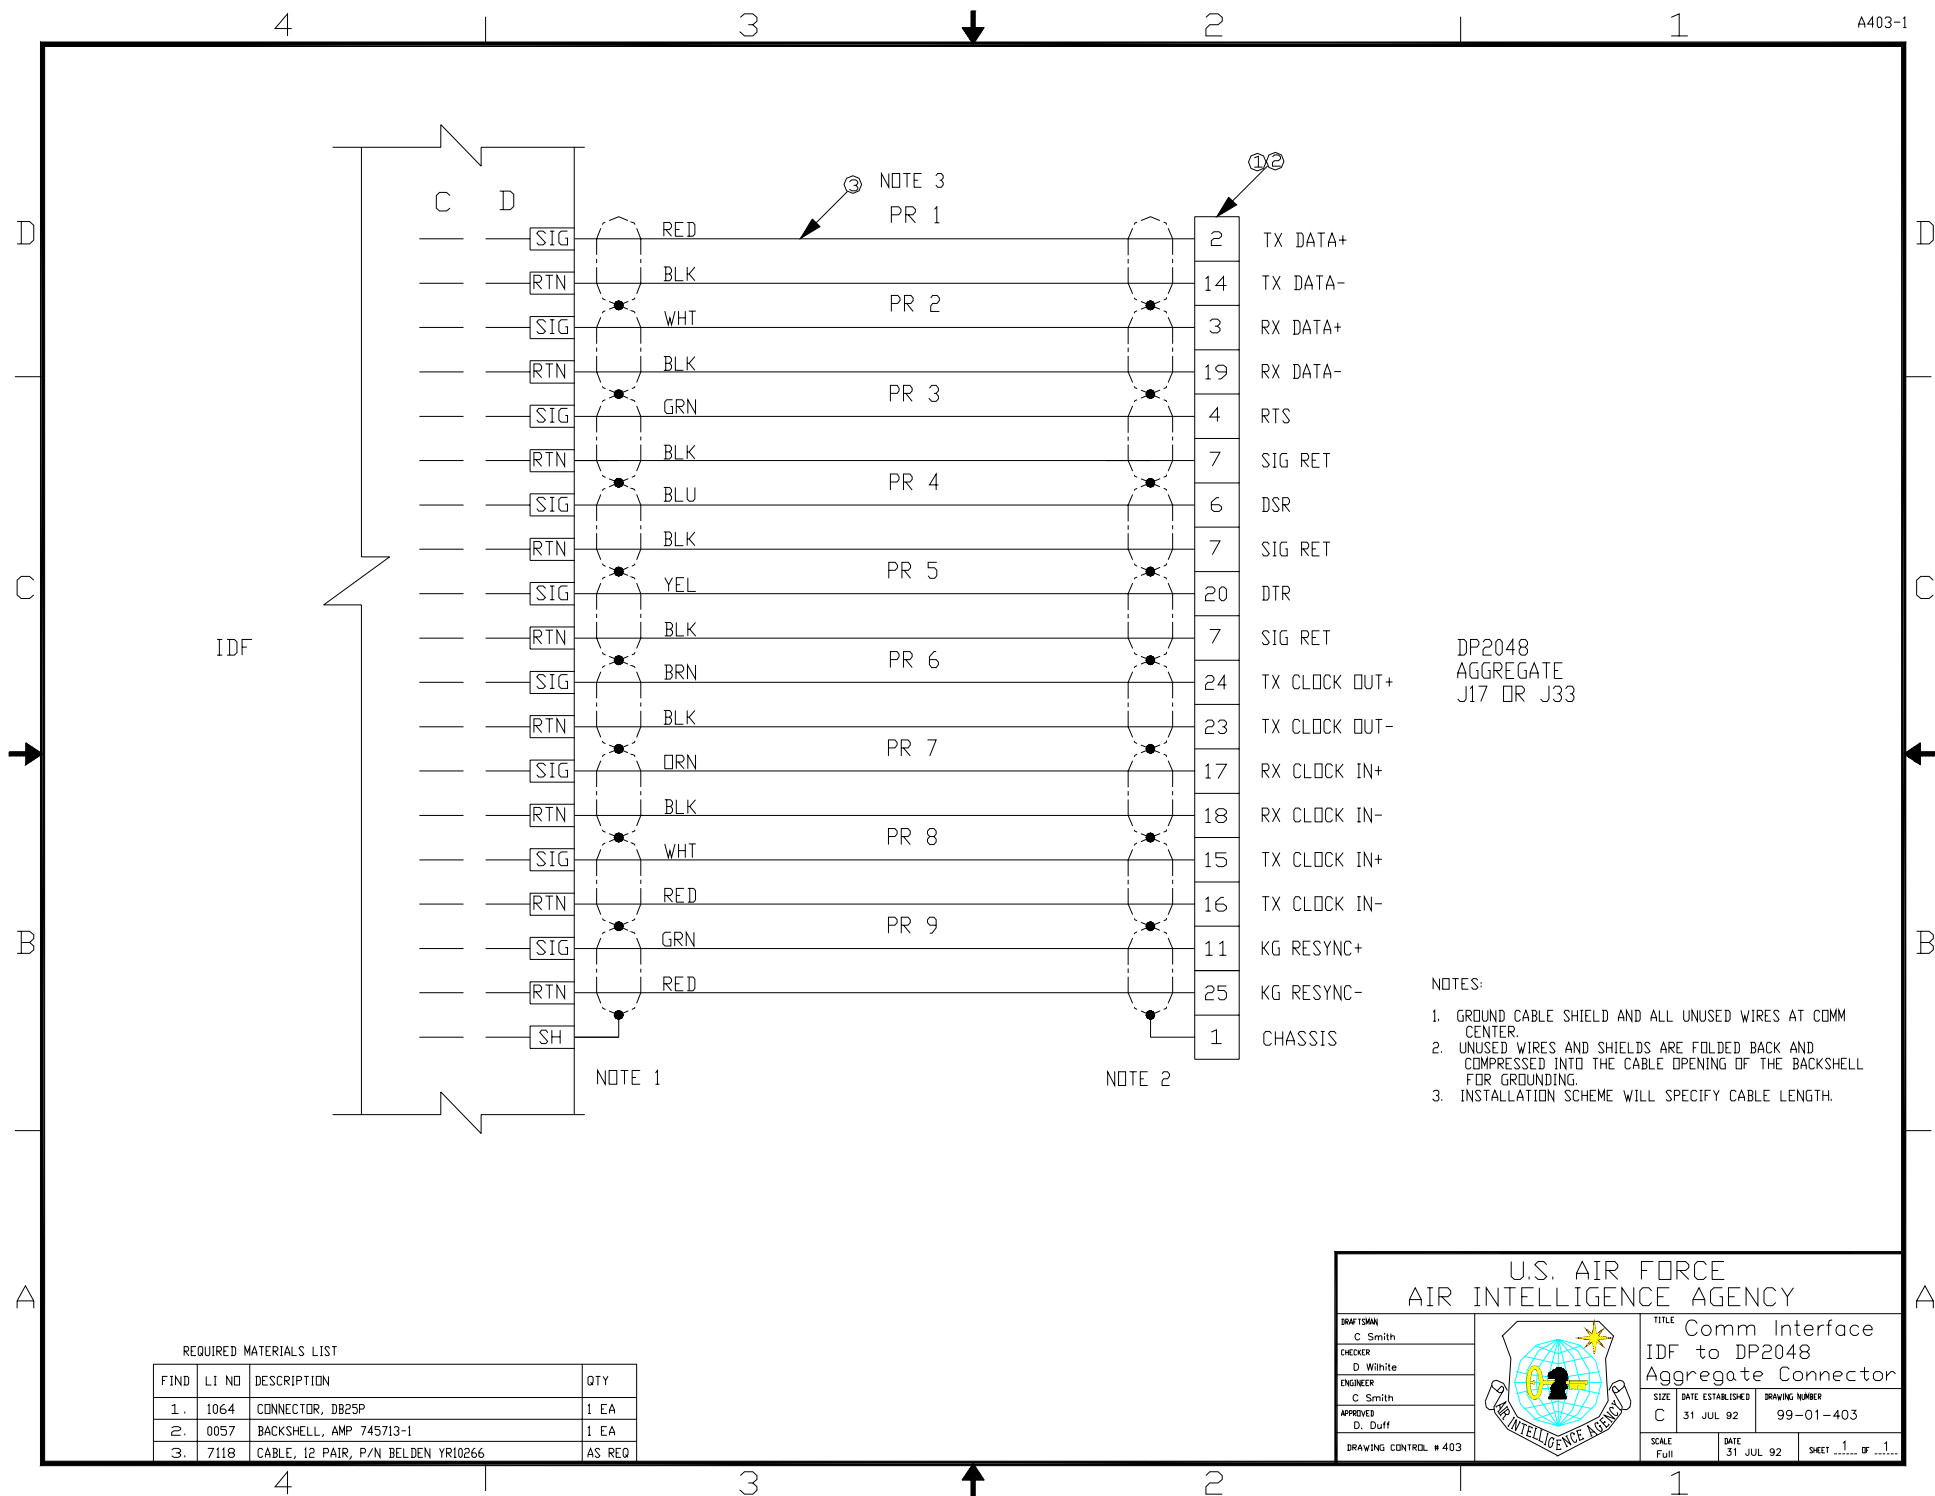 4 3 2 1 A403-1
D
C
B
A
D
C
B
A
C D
NOTE 3
3
1 2
SIG RED PR 1 2 TX DATA+
RTN BLK 14 TX DATA-
SIG WHT PR 2 3 RX DATA+
RTN BLK 19 RX DATA-
SIG GRN PR 3 4 RTS
RTN BLK 7 SIG RET
SIG BLU PR 4 6 DSR
RTN BLK 7 SIG RET
SIG YEL PR 5 20 DTR
RTN BLK 7 SIG RET
SIG BRN PR 6 24 TX CLOCK OUT+
RTN BLK 23 TX CLOCK OUT-
SIG ORN PR 7 17 RX CLOCK IN+
RTN BLK 18 RX CLOCK IN-
SIG WHT PR 8 15 TX CLOCK IN+
RTN RED 16 TX CLOCK IN-
SIG GRN PR 9 11 KG RESYNC+
RTN RED 25 KG RESYNC-
SH 1 CHASSIS
NOTE 1 NOTE 2
IDF
DP2048
AGGREGATE
J17 OR J33
NOTES:
1. GROUND CABLE SHIELD AND ALL UNUSED WIRES AT COMM
CENTER.
2. UNUSED WIRES AND SHIELDS ARE FOLDED BACK AND
COMPRESSED INTO THE CABLE OPENING OF THE BACKSHELL
FOR GROUNDING.
3. INSTALLATION SCHEME WILL SPECIFY CABLE LENGTH.
REQUIRED MATERIALS LIST
FIND LI NO DESCRIPTION QTY
1. 1064 CONNECTOR, DB25P 1 EA
2. 0057 BACKSHELL, AMP 745713-1 1 EA
3. 7118 CABLE, 12 PAIR, P/N BELDEN YR10266 AS REQ
U.S. AIR FORCE
AIR INTELLIGENCE AGENCY
DRAFTSMAN
C Smith
CHECKER
D Wilhite
ENGINEER
C Smith
APPROVED
D. Duff
DRAWING CONTROL # 403
AIR INTELLIGENCE AGENCY
TITLE Comm Interface
IDF to DP2048
Aggregate Connector
SIZE DATE ESTABLISHED DRAWING NUMBER
C 31 JUL 92 99-01-403
SCALE DATE
Full 31 JUL 92 SHEET 1 OF 1
4 3 2 1